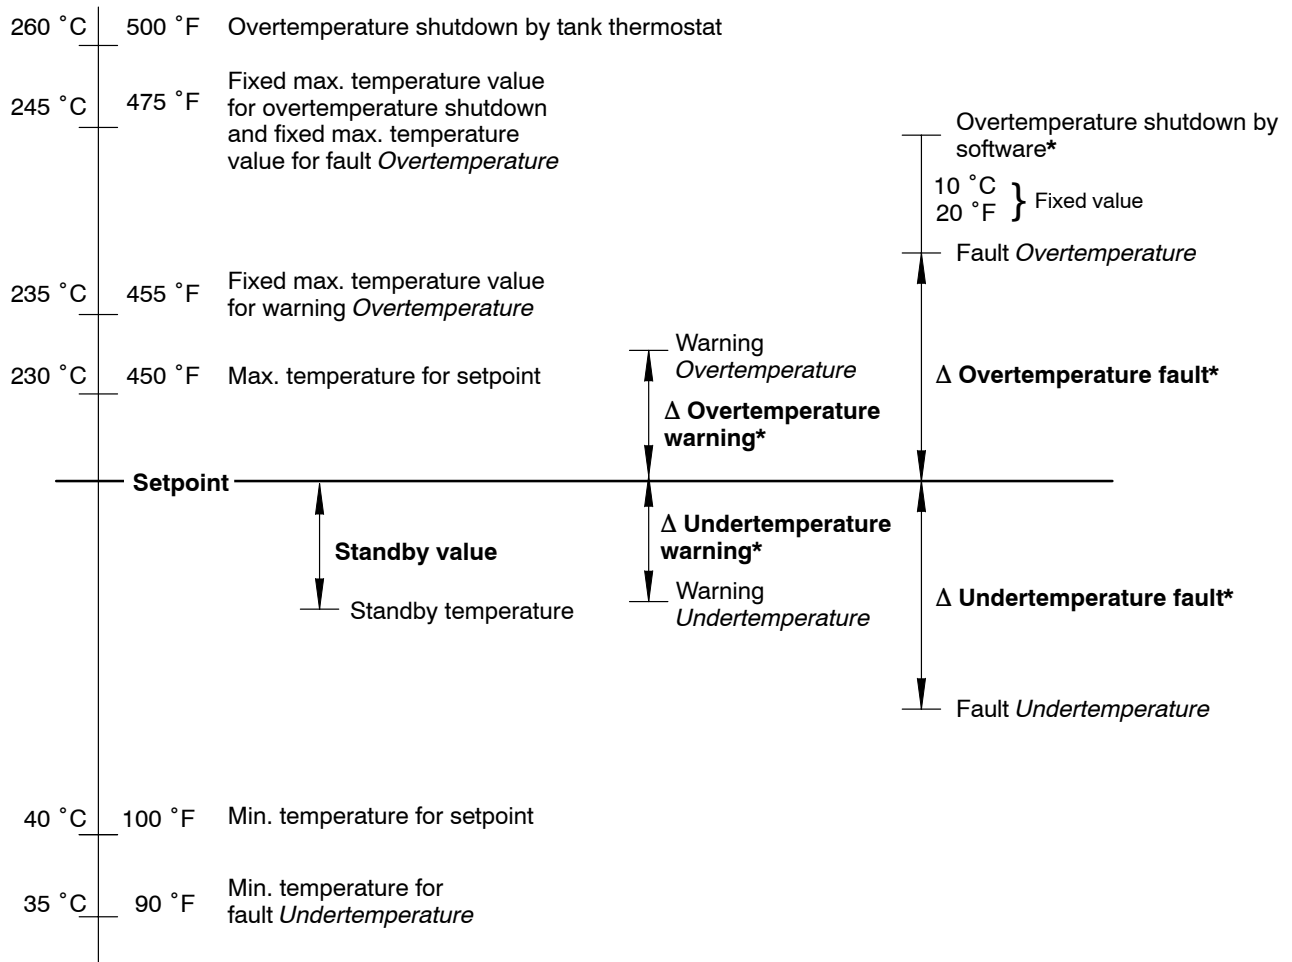 260 ˚C 500 ˚F Overtemperature shutdown by tank thermostat
245 ˚C 475 ˚F
Fixed max. temperature value
for overtemperature shutdown
and fixed max. temperature
value for fault Overtemperature
Overtemperature shutdown by
software*
10 ˚C
20 ˚F
} Fixed value
Fault Overtemperature
235 ˚C 455 ˚F
Fixed max. temperature value
for warning Overtemperature
Warning
Overtemperature
230 ˚C 450 ˚F Max. temperature for setpoint
Δ Overtemperature fault*
Δ Overtemperature
warning*
Setpoint
Δ Undertemperature
warning*
Standby value
Standby temperature
Warning
Undertemperature
Δ Undertemperature fault*
Fault Undertemperature
40 ˚C 100 ˚F Min. temperature for setpoint
35 ˚C 90 ˚F
Min. temperature for
fault Undertemperature